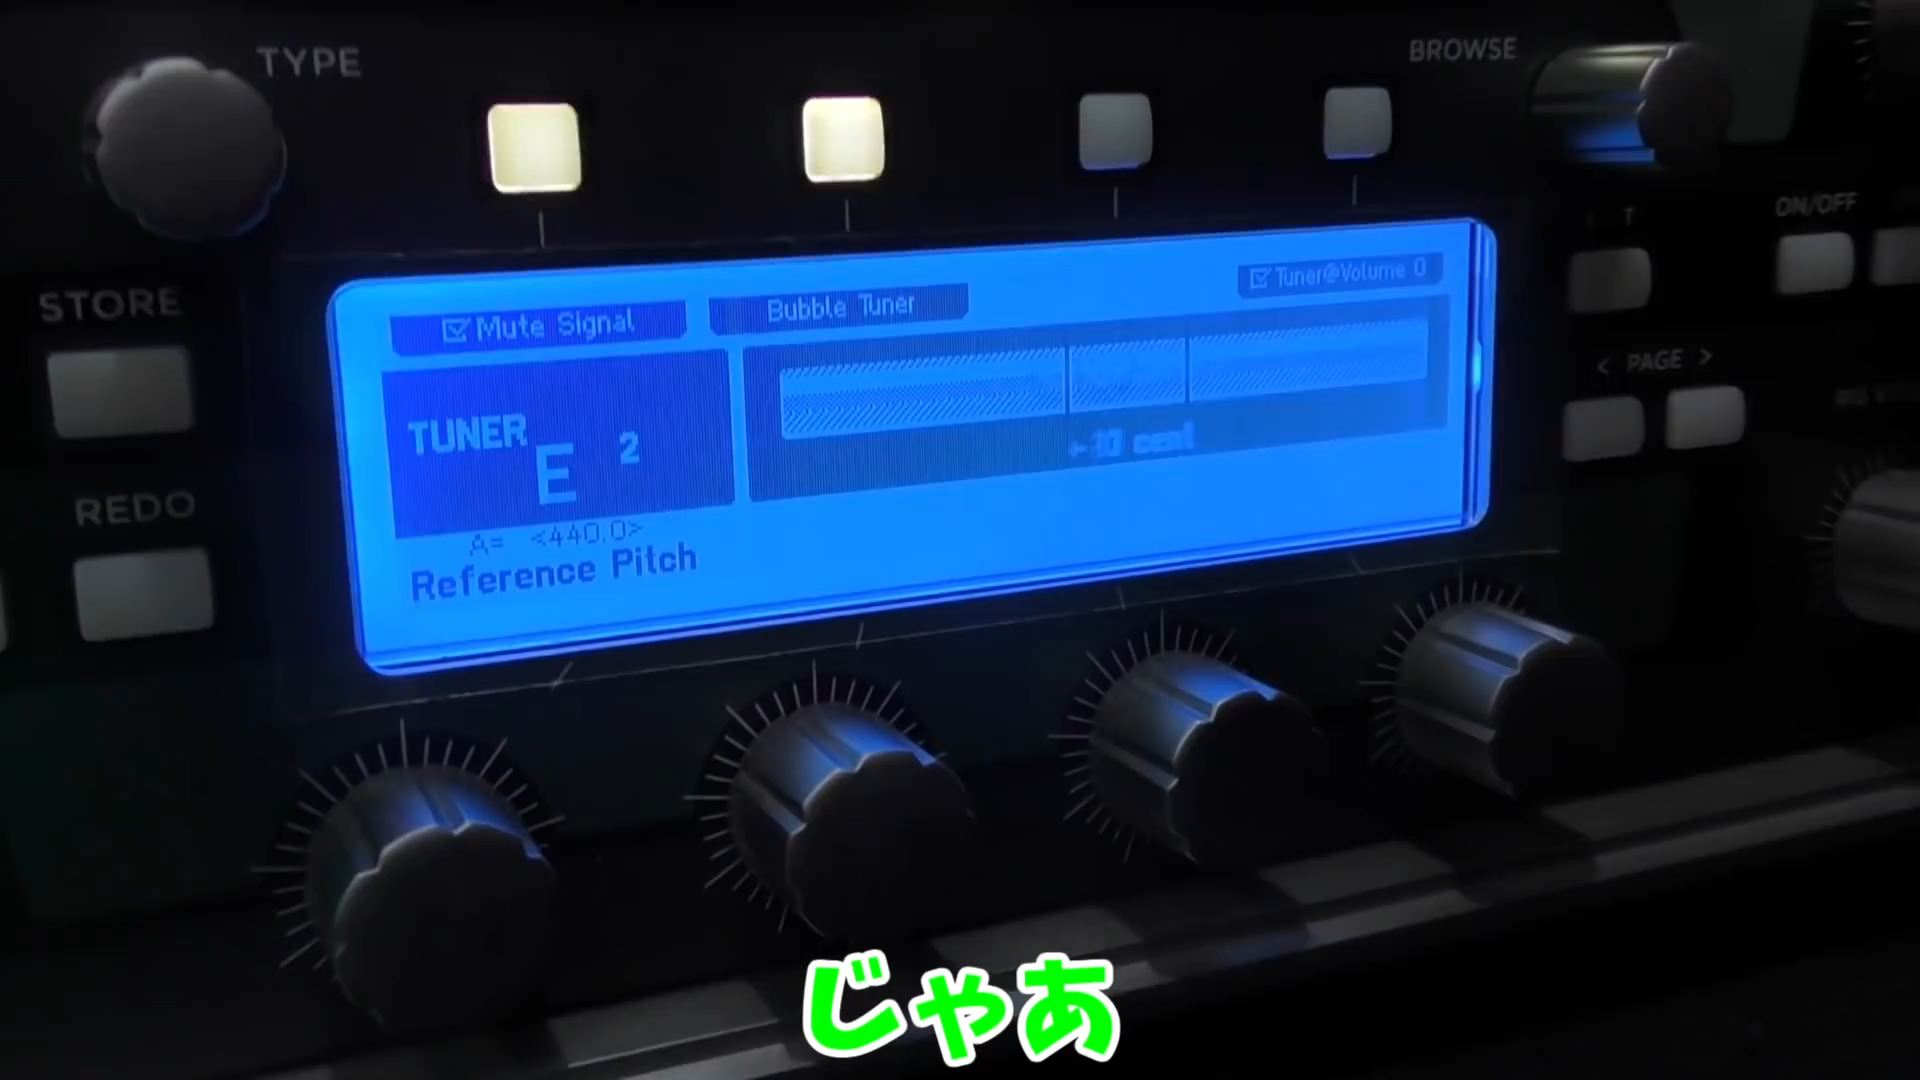 TYPE
BROWSE
ON/OFF
STORE
Mute Signal
Bubble Tuner
Tuner@Volume 0
< PAGE >
TUNER
E 2
cent
REDO
A= <440.0>
Reference Pitch
じゃあ